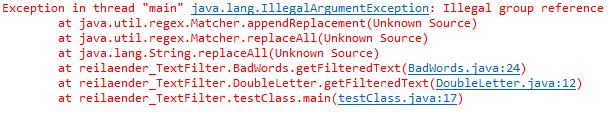 Exception in thread "main" java.lang.IllegalArgumentException: Illegal group reference
at java.util.regex.Matcher.appendReplacement(Unknown Source)
at java.util.regex.Matcher.replaceAll(Unknown Source)
at java.lang.String.replaceAll(Unknown Source)
at reilaender_TextFilter.BadWords.getFilteredText(BadWords.java:24)
at reilaender_TextFilter.DoubleLetter.getFilteredText(DoubleLetter.java:12)
at reilaender_TextFilter.testClass.main(testClass.java:17)